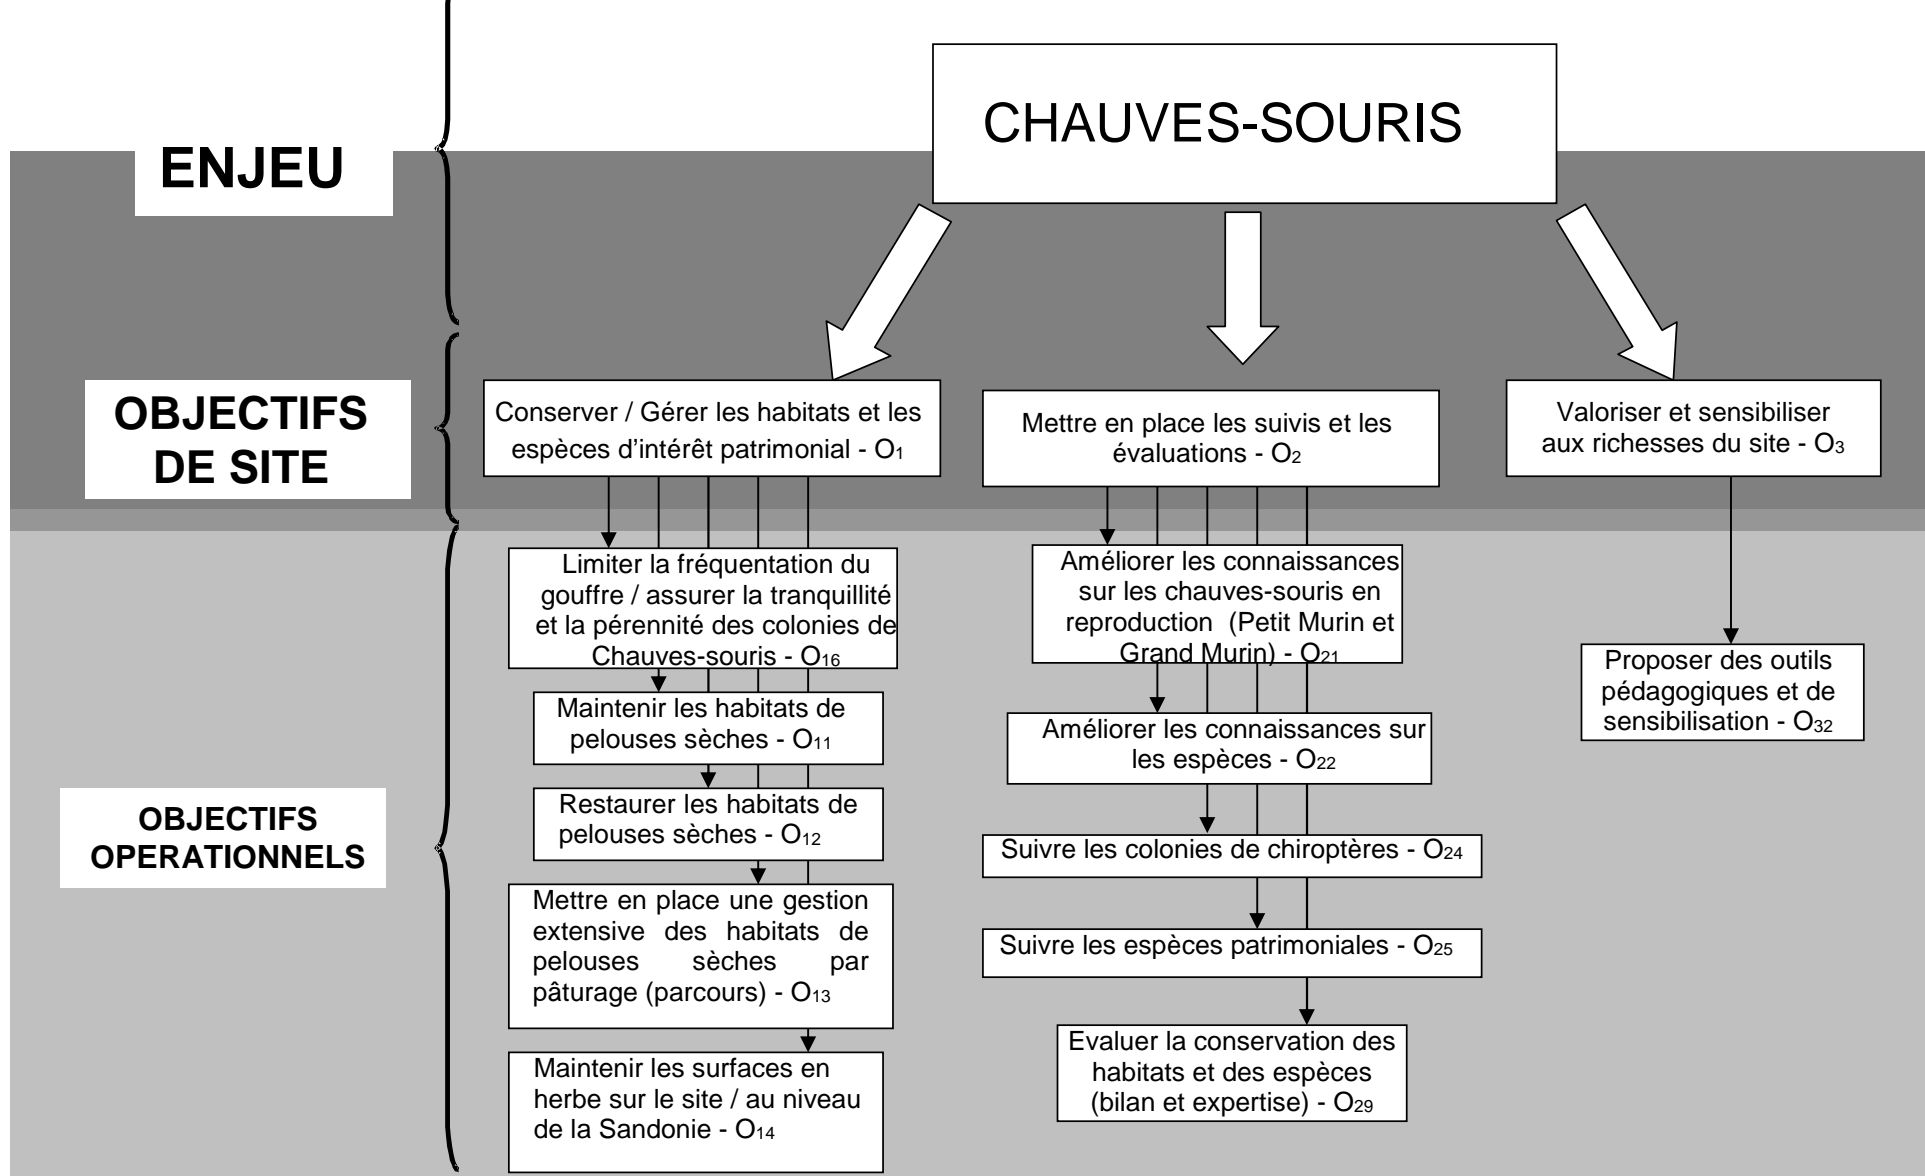 CHAUVES-SOURIS
ENJEU
OBJECTIFS
DE SITE
Conserver / Gérer les habitats et les
espèces d’intérêt patrimonial - O1
Mettre en place les suivis et les
évaluations - O2
Valoriser et sensibiliser
aux richesses du site - O3
OBJECTIFS
OPERATIONNELS
Limiter la fréquentation du
gouffre / assurer la tranquillité
et la pérennité des colonies de
Chauves-souris - O16
Maintenir les habitats de
pelouses sèches - O11
Restaurer les habitats de
pelouses sèches - O12
Mettre en place une gestion
extensive des habitats de
pelouses sèches par
pâturage (parcours) - O13
Maintenir les surfaces en
herbe sur le site / au niveau
de la Sandonie - O14
Améliorer les connaissances
sur les chauves-souris en
reproduction (Petit Murin et
Grand Murin) - O21
Améliorer les connaissances sur
les espèces - O22
Suivre les colonies de chiroptères - O24
Suivre les espèces patrimoniales - O25
Evaluer la conservation des
habitats et des espèces
(bilan et expertise) - O29
Proposer des outils
pédagogiques et de
sensibilisation - O32